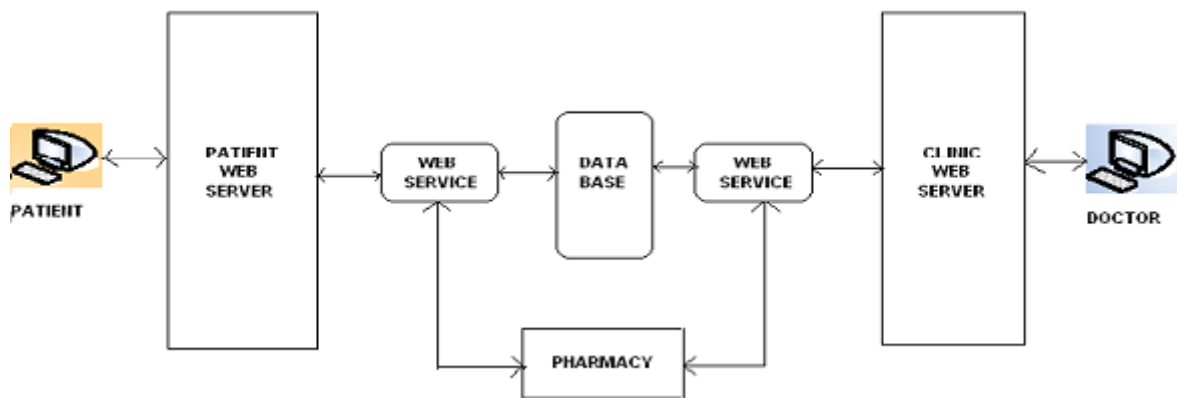 PATIENT
PATIENT
WEB
SERVER
WEB
SERVICE
DATA
BASE
WEB
SERVICE
CLINIC
WEB
SERVER
DOCTOR
PHARMACY